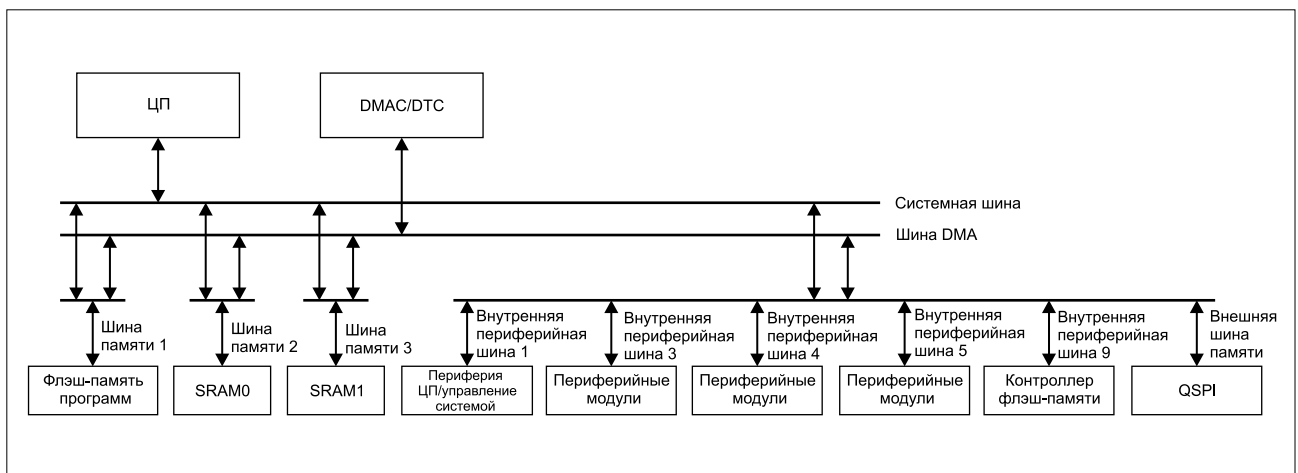 ЦП
DMAC/DTC
Системная шина
Шина DMA
Шина
памяти 1
Шина
памяти 2
Шина
памяти 3
Внутренняя
периферийная
шина 1
Внутренняя
периферийная
шина 3
Внутренняя
периферийная
шина 4
Внутренняя
периферийная
шина 5
Внутренняя
периферийная
шина 9
Внешняя
шина
памяти
Флэш-память
программ
SRAM0
SRAM1
Периферия
ЦП/управление
системой
Периферийные
модули
Периферийные
модули
Периферийные
модули
Контроллер
флэш-памяти
QSPI